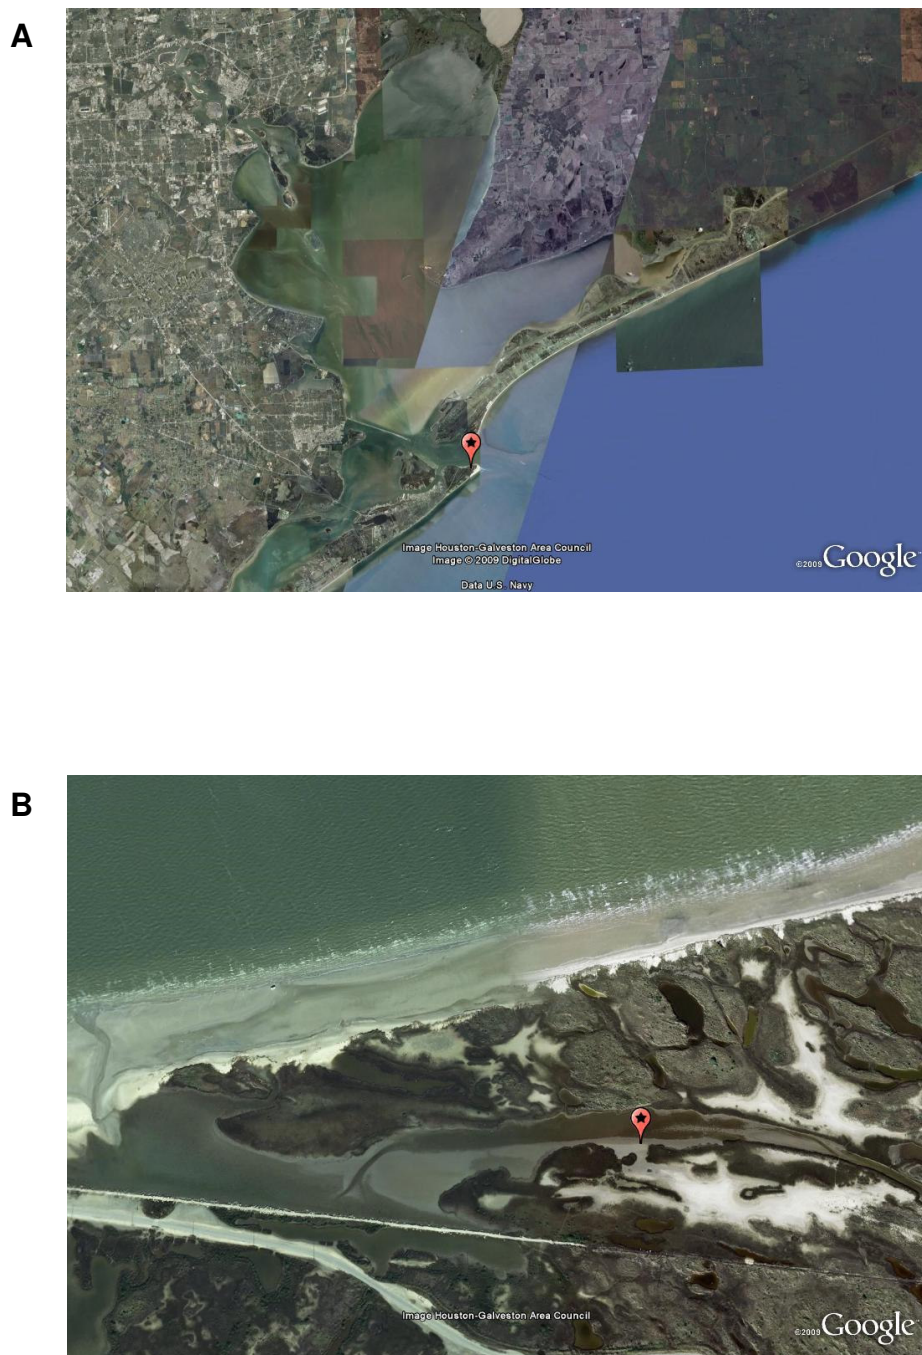 A
Image Houston-Galveston Area Council
Image © 2009 DigitalGlobe
©2009 Google
Data U.S. Navy
B
Image Houston-Galveston Area Council
©2009 Google